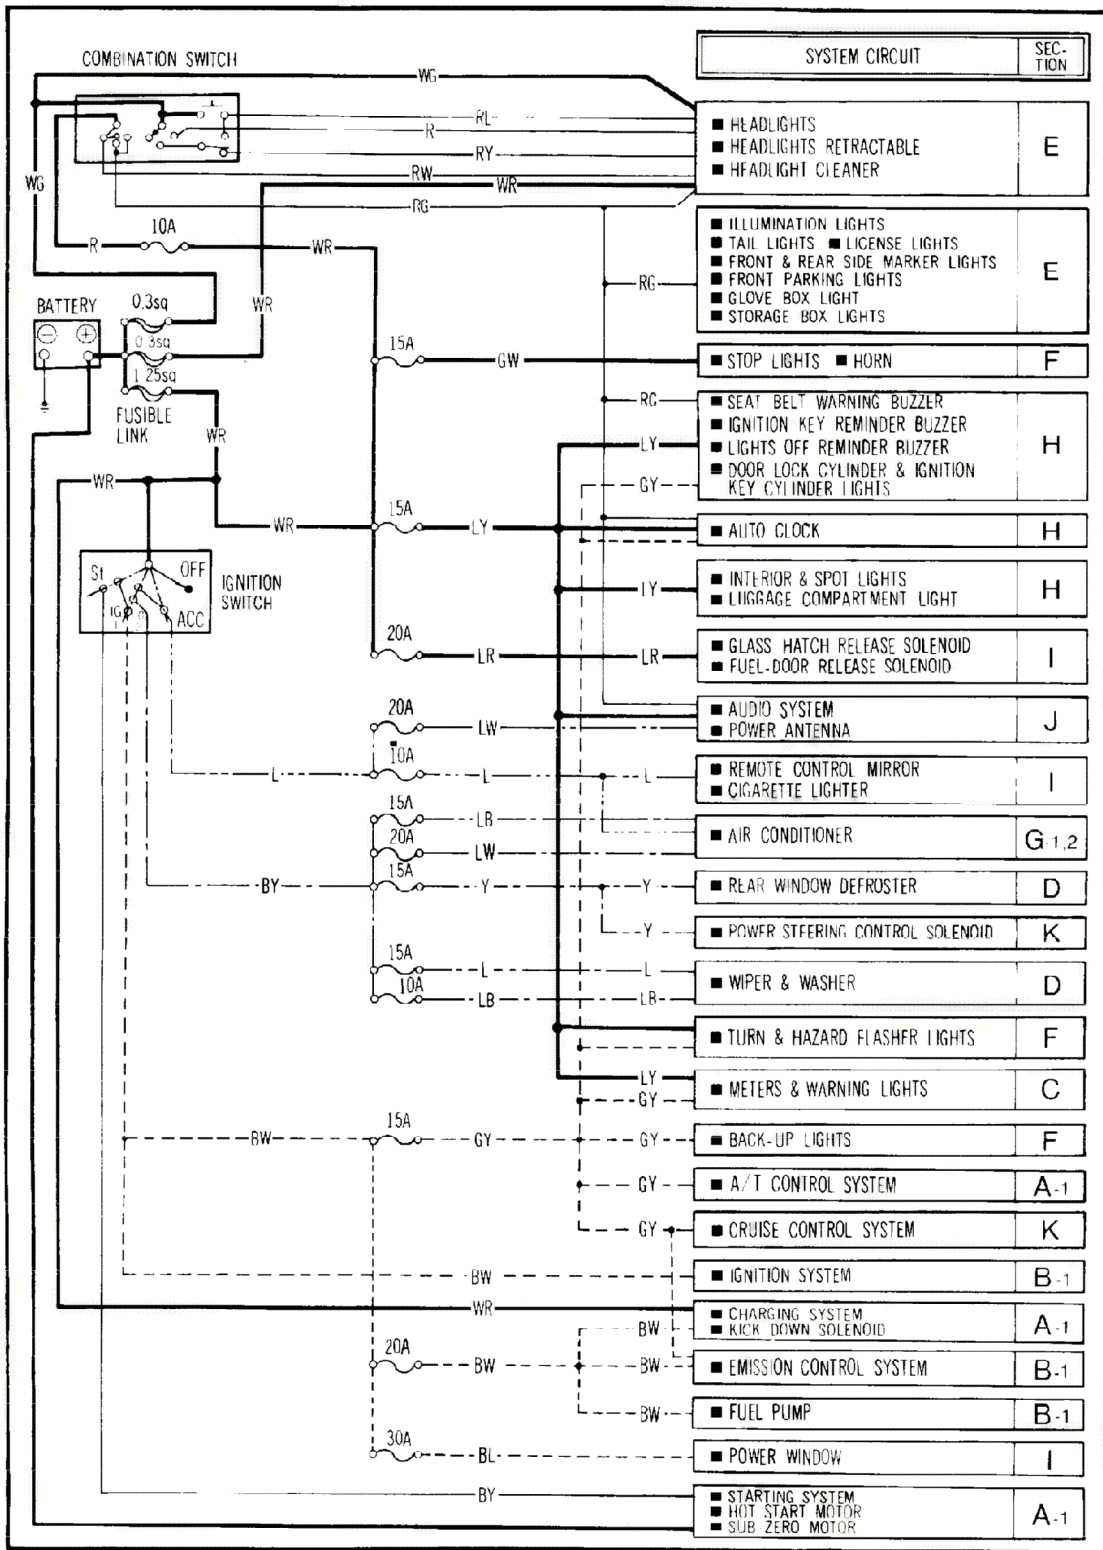 COMBINATION SWITCH
SYSTEM CIRCUIT
SEC-
TION
WG
RL
R
RY
RW
WR
RG
■ HEADLIGHTS
■ HEADLIGHTS RETRACTABLE
■ HEADLIGHT CLEANER
E
WG
10A
R
WR
■ ILLUMINATION LIGHTS
■ TAIL LIGHTS ■ LICENSE LIGHTS
■ FRONT & REAR SIDE MARKER LIGHTS
■ FRONT PARKING LIGHTS
■ GLOVE BOX LIGHT
■ STORAGE BOX LIGHTS
E
RG
BATTERY
0.3sq
WR
0.3sq
1.25sq
FUSIBLE
LINK
WR
15A
GW
■ STOP LIGHTS ■ HORN
F
RG
LY
GY
■ SEAT BELT WARNING BUZZER
■ IGNITION KEY REMINDER BUZZER
■ LIGHTS OFF REMINDER BUZZER
■ DOOR LOCK CYLINDER & IGNITION
KEY CYLINDER LIGHTS
H
WR
WR
15A
LY
■ AUTO CLOCK
H
St
OFF
IG
ACC
IGNITION
SWITCH
LY
■ INTERIOR & SPOT LIGHTS
■ LUGGAGE COMPARTMENT LIGHT
H
20A
LR
LR
■ GLASS HATCH RELEASE SOLENOID
■ FUEL-DOOR RELEASE SOLENOID
I
20A
LW
■ AUDIO SYSTEM
■ POWER ANTENNA
J
L
10A
L
L
■ REMOTE CONTROL MIRROR
■ CIGARETTE LIGHTER
I
15A
LB
20A
LW
■ AIR CONDITIONER
G-1,2
BY
15A
Y
Y
■ REAR WINDOW DEFROSTER
D
Y
■ POWER STEERING CONTROL SOLENOID
K
15A
L
L
10A
LB
LB
■ WIPER & WASHER
D
■ TURN & HAZARD FLASHER LIGHTS
F
LY
GY
■ METERS & WARNING LIGHTS
C
BW
15A
GY
GY
■ BACK-UP LIGHTS
F
GY
■ A/T CONTROL SYSTEM
A-1
GY
■ CRUISE CONTROL SYSTEM
K
BW
■ IGNITION SYSTEM
B-1
WR
BW
■ CHARGING SYSTEM
■ KICK DOWN SOLENOID
A-1
20A
BW
BW
■ EMISSION CONTROL SYSTEM
B-1
BW
■ FUEL PUMP
B-1
30A
BL
■ POWER WINDOW
I
BY
■ STARTING SYSTEM
■ HOT START MOTOR
■ SUB ZERO MOTOR
A-1